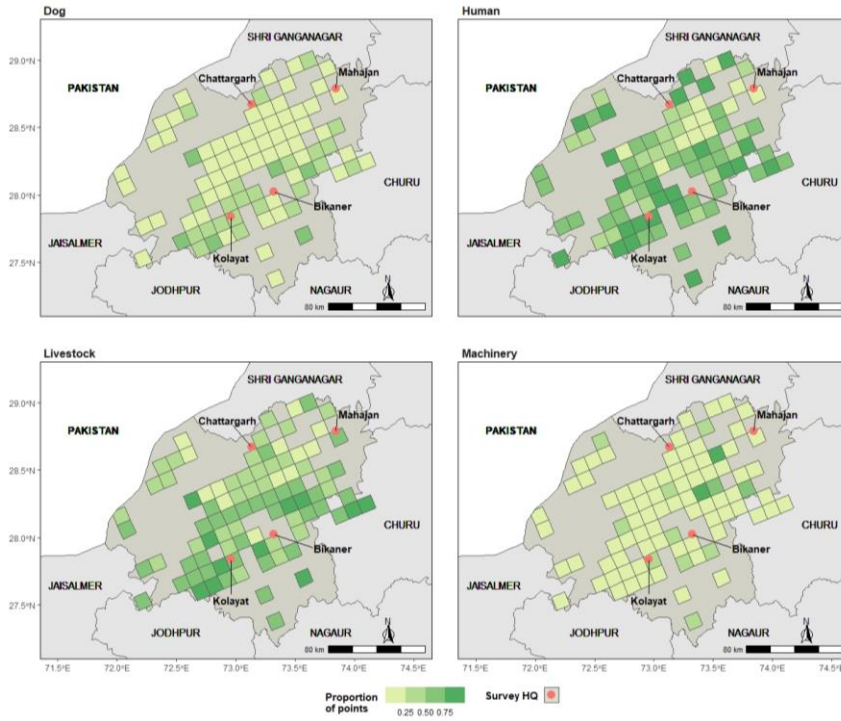 Dog
Human
SHRI GANGANAGAR
SHRI GANGANAGAR
29.0°N
Mahajan
Mahajan
Chattargarh
Chattargarh
PAKISTAN
PAKISTAN
28.5°N
28.0°N
CHURU
CHURU
Bikaner
Bikaner
JAISALMER
JAISALMER
27.5°N
Kolayat
Kolayat
N
N
JODHPUR
NAGAUR
JODHPUR
NAGAUR
80 km
80 km
Livestock
Machinery
SHRI GANGANAGAR
SHRI GANGANAGAR
29.0°N
Mahajan
Mahajan
Chattargarh
Chattargarh
PAKISTAN
PAKISTAN
28.5°N
28.0°N
CHURU
CHURU
Bikaner
Bikaner
JAISALMER
JAISALMER
27.5°N
Kolayat
Kolayat
N
N
JODHPUR
NAGAUR
JODHPUR
NAGAUR
80 km
80 km
71.5°E 72.0°E 72.5°E 73.0°E 73.5°E 74.0°E 74.5°E
71.5°E 72.0°E 72.5°E 73.0°E 73.5°E 74.0°E 74.5°E
Proportion
of points
0.25 0.50 0.75
Survey HQ